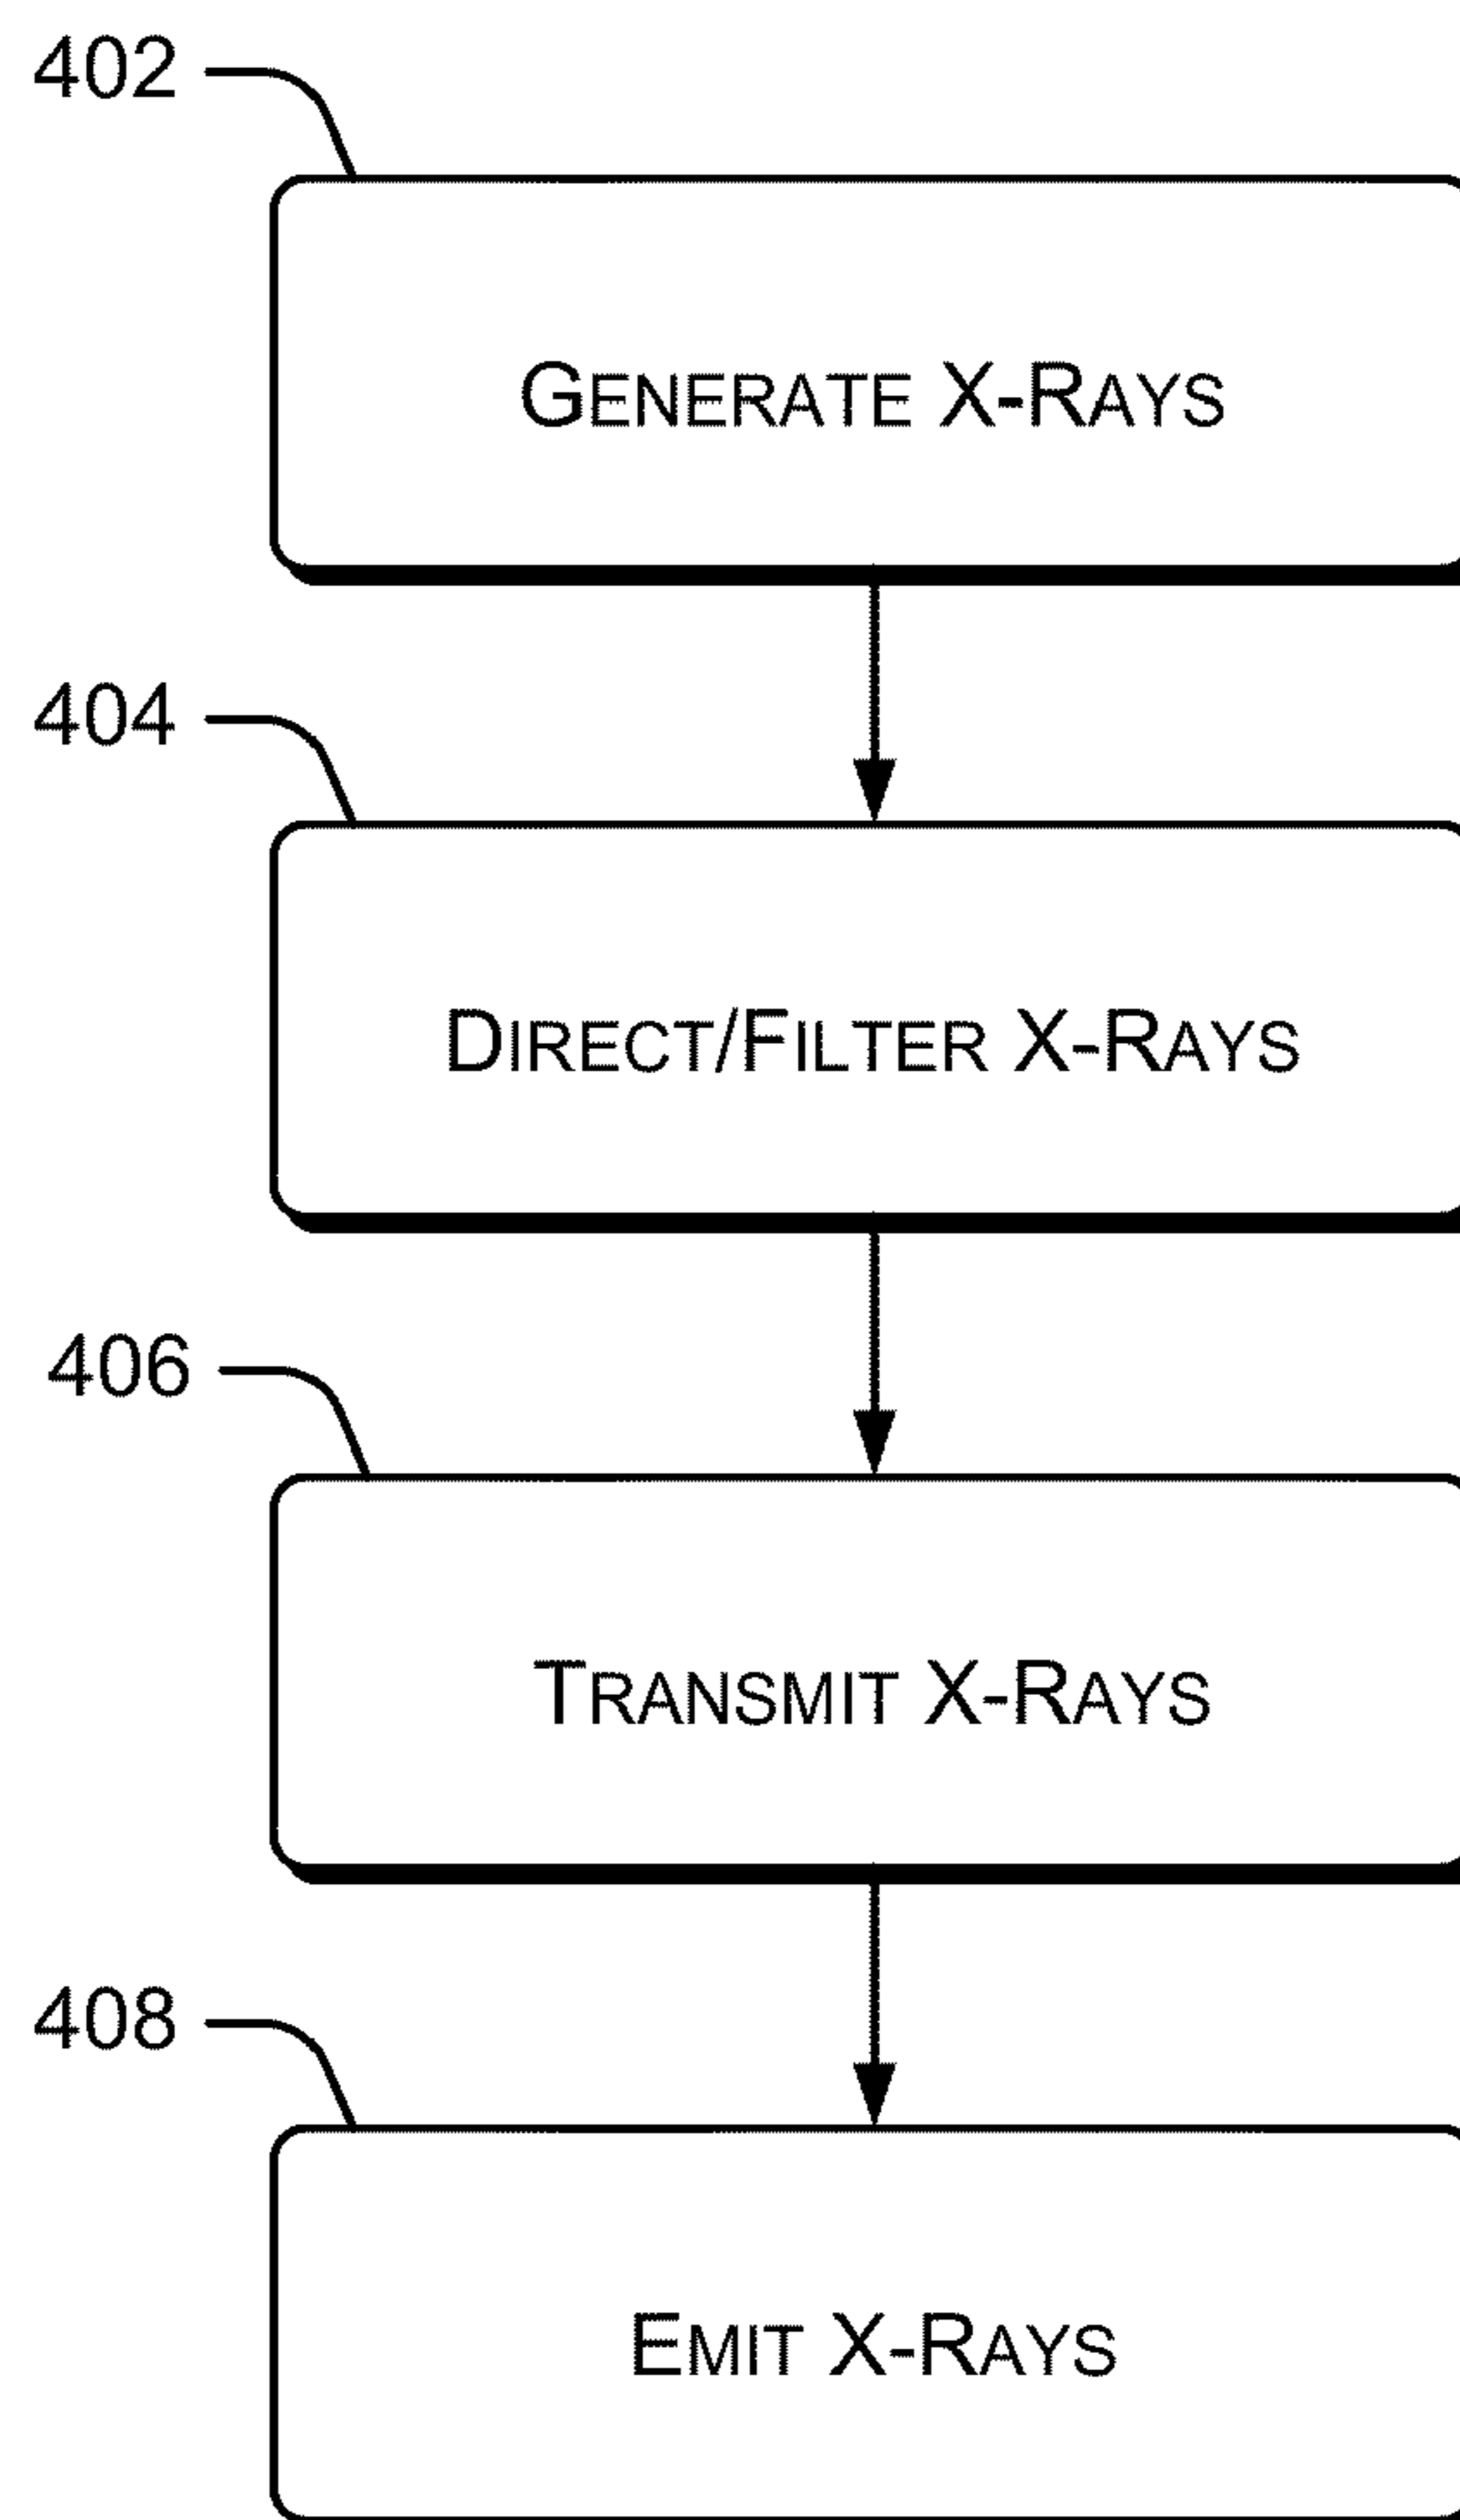 402
GENERATE X-RAYS
404
DIRECT/FILTER X-RAYS
406
TRANSMIT X-RAYS
408
EMIT X-RAYS